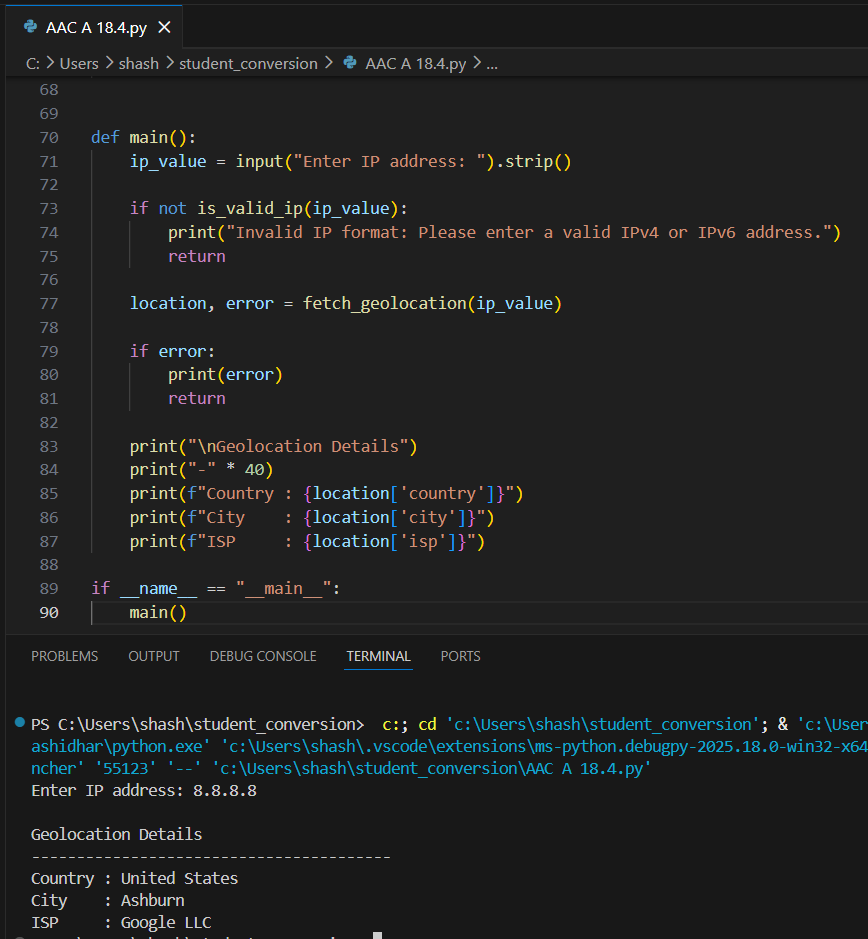 AAC A 18.4.py
C: > Users > shash > student_conversion > AAC A 18.4.py > ...
68
69
70 def main():
71     ip_value = input("Enter IP address: ").strip()
72
73     if not is_valid_ip(ip_value):
74         print("Invalid IP format: Please enter a valid IPv4 or IPv6 address.")
75         return
76
77     location, error = fetch_geolocation(ip_value)
78
79     if error:
80         print(error)
81         return
82
83     print("\nGeolocation Details")
84     print("-" * 40)
85     print(f"Country : {location['country']}")
86     print(f"City    : {location['city']}")
87     print(f"ISP     : {location['isp']}")
88
89 if __name__ == "__main__":
90     main()
PROBLEMS OUTPUT DEBUG CONSOLE TERMINAL PORTS
PS C:\Users\shash\student_conversion>  c:; cd 'c:\Users\shash\student_conversion'; & 'c:\User
ashidhar\python.exe' 'c:\Users\shash\.vscode\extensions\ms-python.debugpy-2025.18.0-win32-x64
ncher' '55123' '--' 'c:\Users\shash\student_conversion\AAC A 18.4.py'
Enter IP address: 8.8.8.8
Geolocation Details
----------------------------------------
Country : United States
City    : Ashburn
ISP     : Google LLC